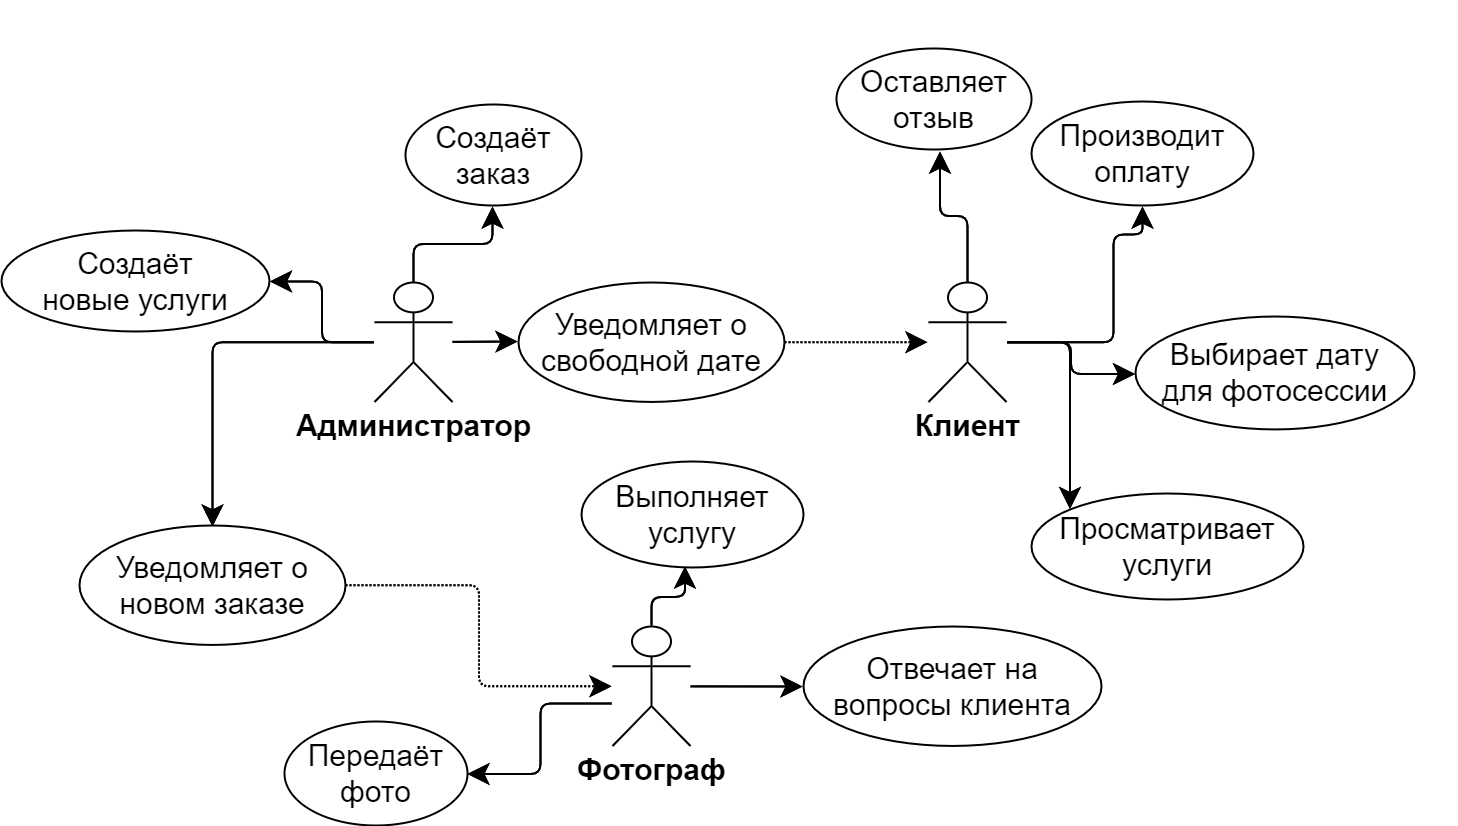 Оставляет
отзыв
Создаёт
заказ
Производит
оплату
Создаёт
новые услуги
Уведомляет о
свободной дате
Выбирает дату
для фотосессии
Администратор
Клиент
Выполняет
услугу
Просматривает
услуги
Уведомляет о
новом заказе
Отвечает на
вопросы клиента
Передаёт
фото
Фотограф